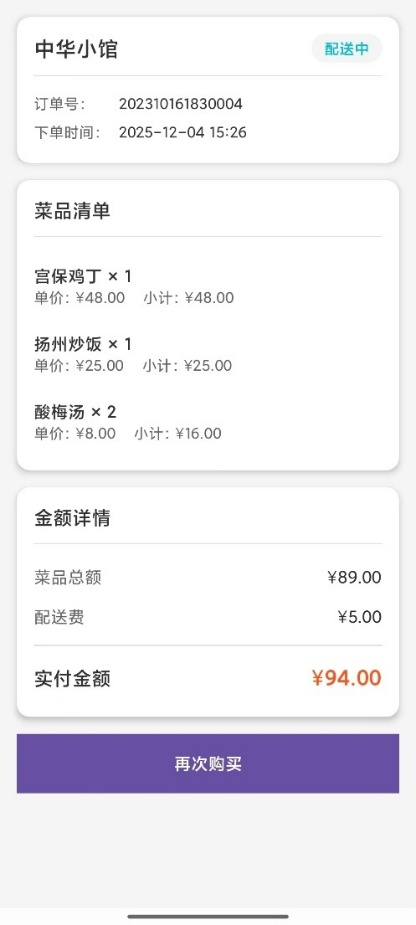 中华小馆 配送中
订单号： 202310161830004
下单时间： 2025-12-04 15:26
菜品清单
宫保鸡丁 × 1
单价: ¥48.00 小计: ¥48.00
扬州炒饭 × 1
单价: ¥25.00 小计: ¥25.00
酸梅汤 × 2
单价: ¥8.00 小计: ¥16.00
金额详情
菜品总额 ¥89.00
配送费 ¥5.00
实付金额 ¥94.00
再次购买